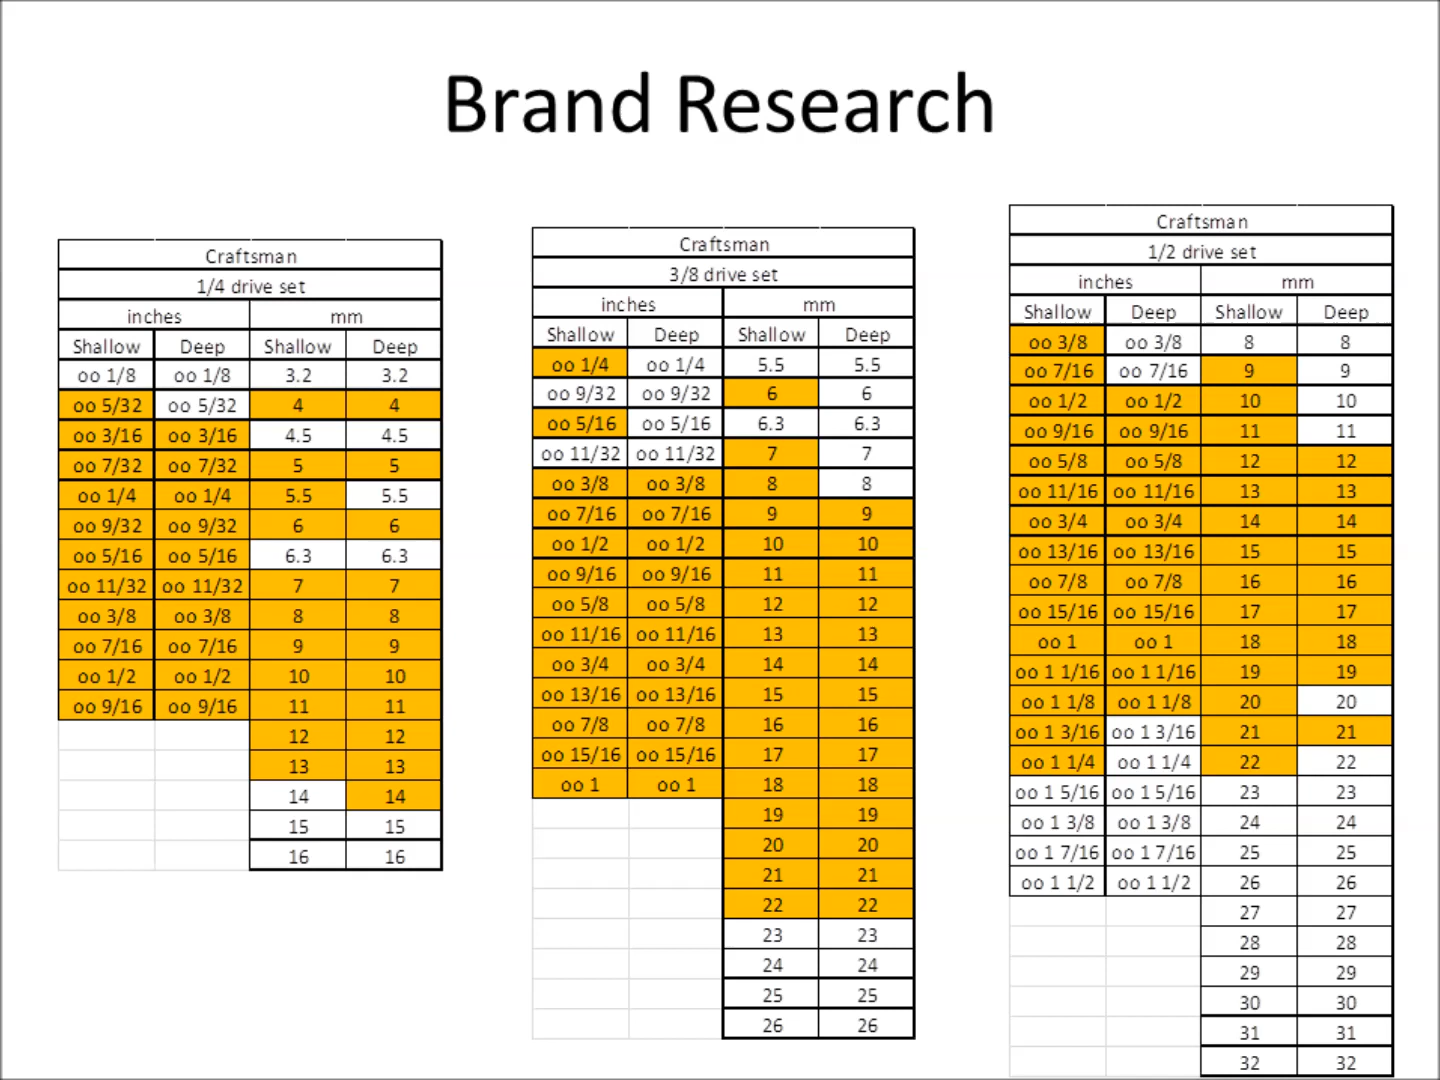 Brand Research
Craftsman
1/4 drive set
inches mm
Shallow Deep Shallow Deep
oo 1/8 oo 1/8 3.2 3.2
oo 5/32 oo 5/32 4 4
oo 3/16 oo 3/16 4.5 4.5
oo 7/32 oo 7/32 5 5
oo 1/4 oo 1/4 5.5 5.5
oo 9/32 oo 9/32 6 6
oo 5/16 oo 5/16 6.3 6.3
oo 11/32 oo 11/32 7 7
oo 3/8 oo 3/8 8 8
oo 7/16 oo 7/16 9 9
oo 1/2 oo 1/2 10 10
oo 9/16 oo 9/16 11 11
12 12
13 13
14 14
15 15
16 16
Craftsman
3/8 drive set
inches mm
Shallow Deep Shallow Deep
oo 1/4 oo 1/4 5.5 5.5
oo 9/32 oo 9/32 6 6
oo 5/16 oo 5/16 6.3 6.3
oo 11/32 oo 11/32 7 7
oo 3/8 oo 3/8 8 8
oo 7/16 oo 7/16 9 9
oo 1/2 oo 1/2 10 10
oo 9/16 oo 9/16 11 11
oo 5/8 oo 5/8 12 12
oo 11/16 oo 11/16 13 13
oo 3/4 oo 3/4 14 14
oo 13/16 oo 13/16 15 15
oo 7/8 oo 7/8 16 16
oo 15/16 oo 15/16 17 17
oo 1 oo 1 18 18
19 19
20 20
21 21
22 22
23 23
24 24
25 25
26 26
Craftsman
1/2 drive set
inches mm
Shallow Deep Shallow Deep
oo 3/8 oo 3/8 8 8
oo 7/16 oo 7/16 9 9
oo 1/2 oo 1/2 10 10
oo 9/16 oo 9/16 11 11
oo 5/8 oo 5/8 12 12
oo 11/16 oo 11/16 13 13
oo 3/4 oo 3/4 14 14
oo 13/16 oo 13/16 15 15
oo 7/8 oo 7/8 16 16
oo 15/16 oo 15/16 17 17
oo 1 oo 1 18 18
oo 1 1/16 oo 1 1/16 19 19
oo 1 1/8 oo 1 1/8 20 20
oo 1 3/16 oo 1 3/16 21 21
oo 1 1/4 oo 1 1/4 22 22
oo 1 5/16 oo 1 5/16 23 23
oo 1 3/8 oo 1 3/8 24 24
oo 1 7/16 oo 1 7/16 25 25
oo 1 1/2 oo 1 1/2 26 26
27 27
28 28
29 29
30 30
31 31
32 32